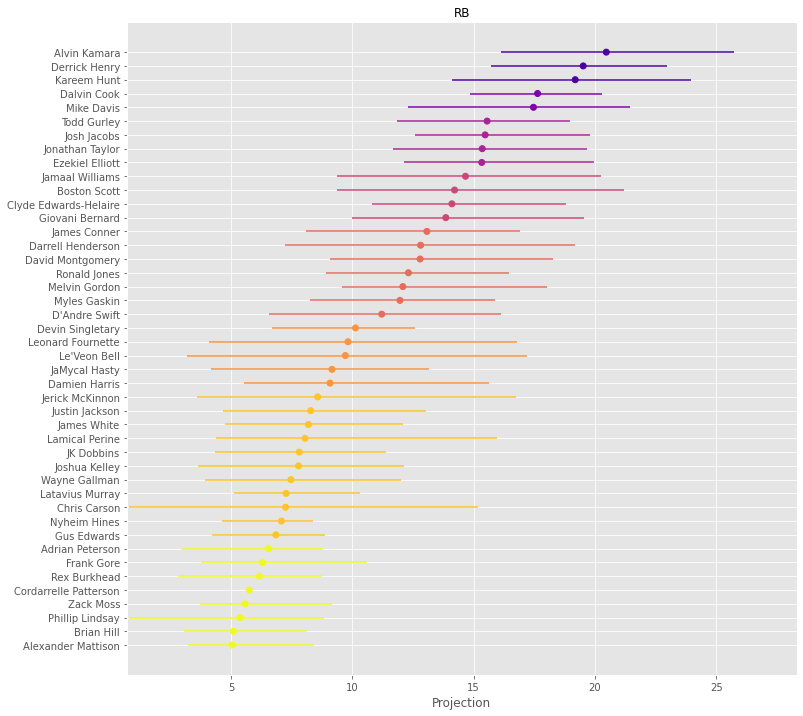 RB
Alvin Kamara
Derrick Henry
Kareem Hunt
Dalvin Cook
Mike Davis
Todd Gurley
Josh Jacobs
Jonathan Taylor
Ezekiel Elliott
Jamaal Williams
Boston Scott
Clyde Edwards-Helaire
Giovani Bernard
James Conner
Darrell Henderson
David Montgomery
Ronald Jones
Melvin Gordon
Myles Gaskin
D'Andre Swift
Devin Singletary
Leonard Fournette
Le'Veon Bell
JaMycal Hasty
Damien Harris
Jerick McKinnon
Justin Jackson
James White
Lamical Perine
JK Dobbins
Joshua Kelley
Wayne Gallman
Latavius Murray
Chris Carson
Nyheim Hines
Gus Edwards
Adrian Peterson
Frank Gore
Rex Burkhead
Cordarrelle Patterson
Zack Moss
Phillip Lindsay
Brian Hill
Alexander Mattison
5 10 15 20 25
Projection